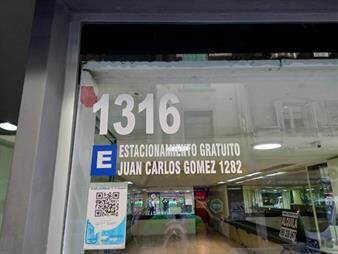 1316
E ESTACIONAMIENTO GRATUITO
JUAN CARLOS GOMEZ 1282